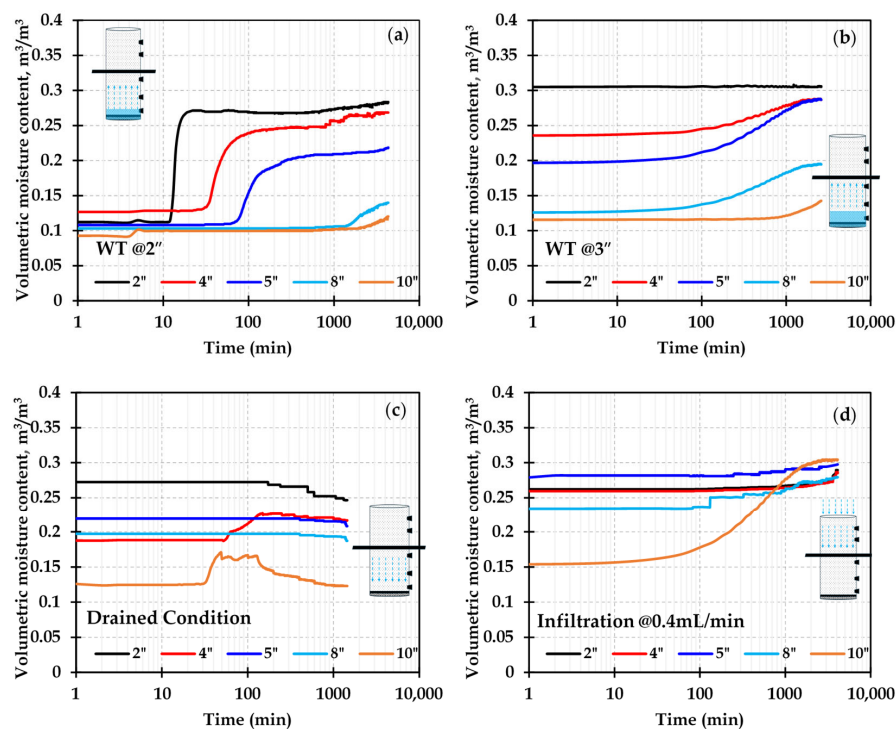 (a)
Volumetric moisture content, m³/m³
0.4
0.35
0.3
0.25
0.2
0.15
0.1
0.05
0
WT @2″
2" 4" 5" 8" 10"
1 10 100 1000 10,000
Time (min)
(b)
Volumetric moisture content, m³/m³
0.4
0.35
0.3
0.25
0.2
0.15
0.1
0.05
0
WT @3″
2" 4" 5" 8" 10"
1 10 100 1000 10,000
Time (min)
(c)
Volumetric moisture content, m³/m³
0.4
0.35
0.3
0.25
0.2
0.15
0.1
0.05
0
Drained Condition
2" 4" 5" 8" 10"
1 10 100 1000 10,000
Time (min)
(d)
Volumetric moisture content, m³/m³
0.4
0.35
0.3
0.25
0.2
0.15
0.1
0.05
0
Infiltration @0.4mL/min
2" 4" 5" 8" 10"
1 10 100 1000 10,000
Time (min)